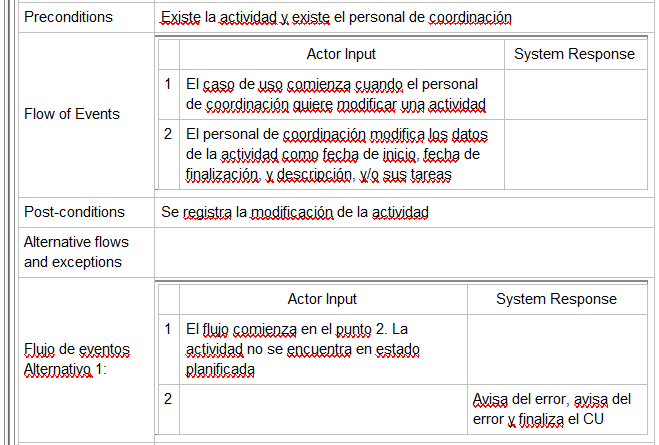 Preconditions
Existe la actividad y existe el personal de coordinación
Flow of Events
Actor Input
System Response
1
El caso de uso comienza cuando el personal
de coordinación quiere modificar una actividad
2
El personal de coordinación modifica los datos
de la actividad como fecha de inicio, fecha de
finalización, y descripción, y/o sus tareas
Post-conditions
Se registra la modificación de la actividad
Alternative flows
and exceptions
Flujo de eventos
Alternativo 1:
Actor Input
System Response
1
El flujo comienza en el punto 2. La
actividad no se encuentra en estado
planificada
2
Avisa del error, avisa del
error y finaliza el CU